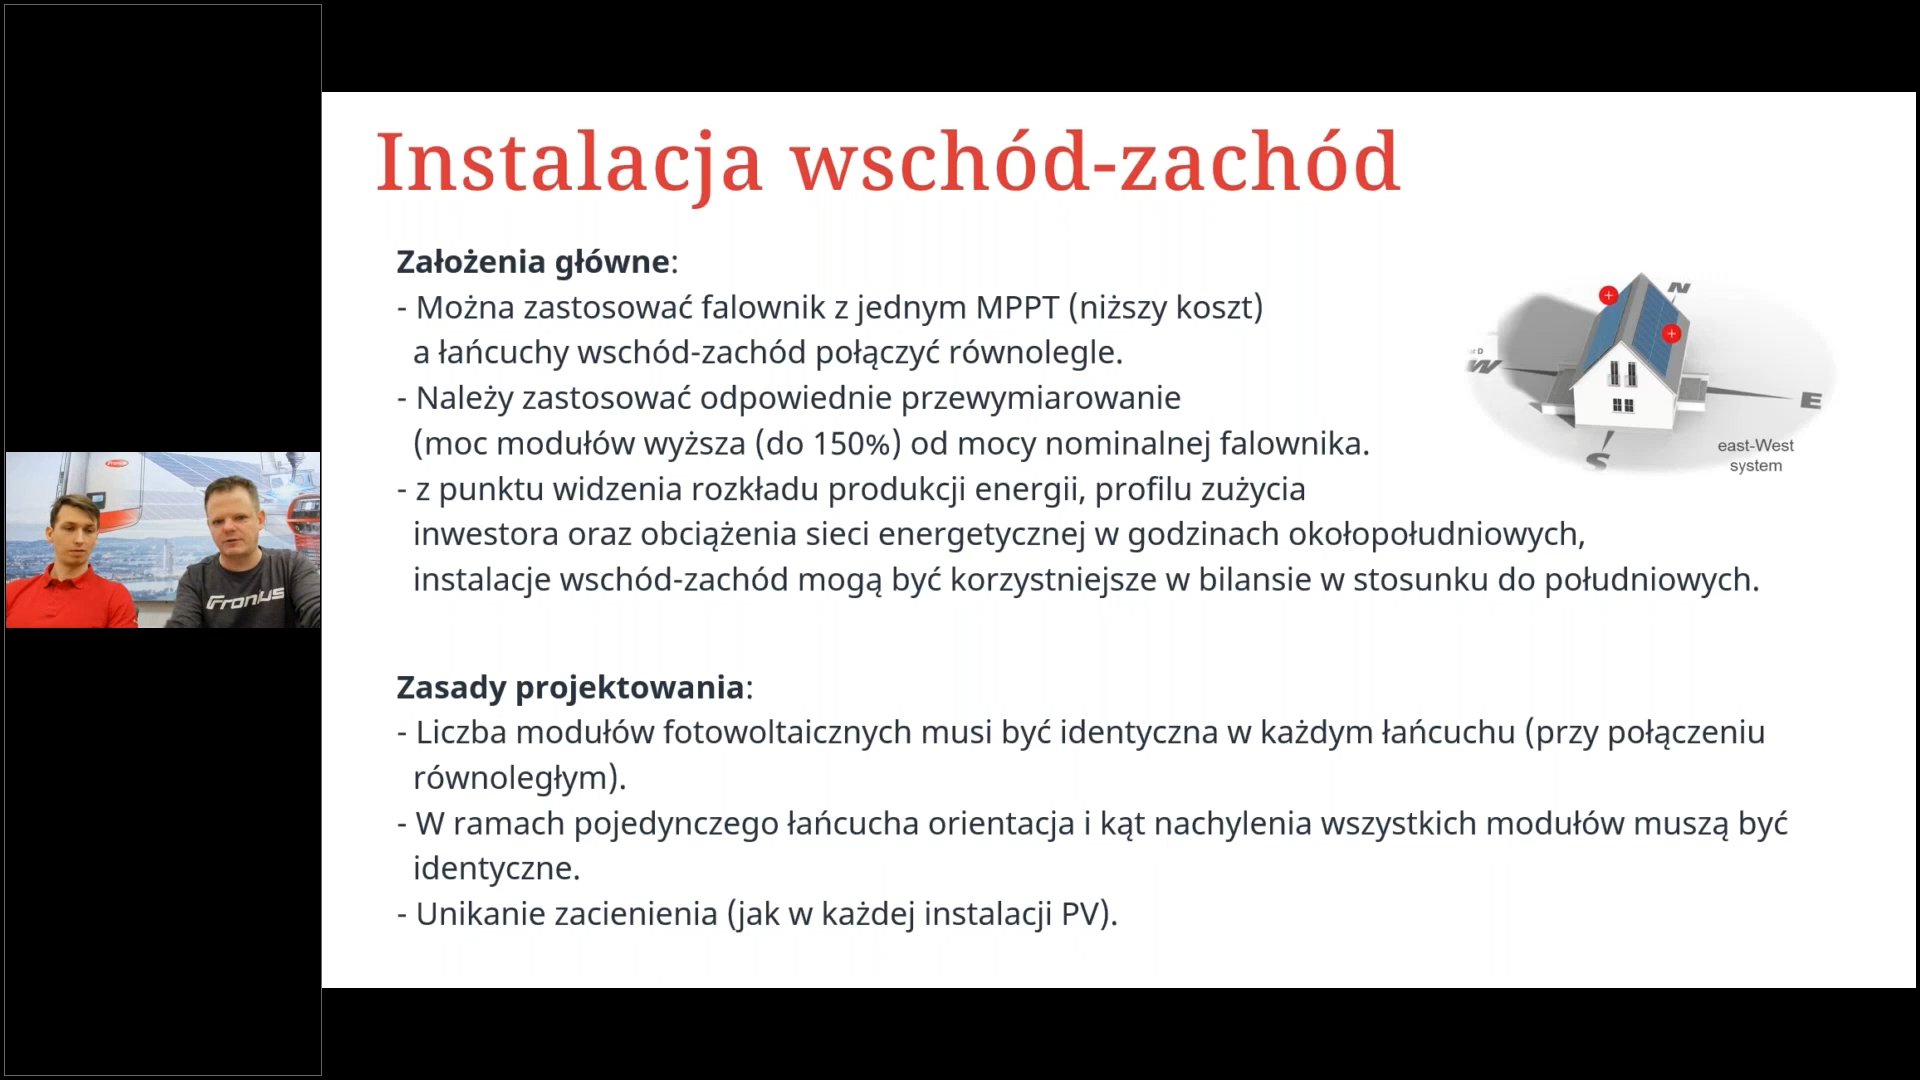 Instalacja wschód-zachód
Założenia główne:
- Można zastosować falownik z jednym MPPT (niższy koszt)
a łańcuchy wschód-zachód połączyć równolegle.
- Należy zastosować odpowiednie przewymiarowanie
(moc modułów wyższa (do 150%) od mocy nominalnej falownika.
- z punktu widzenia rozkładu produkcji energii, profilu zużycia
inwestora oraz obciążenia sieci energetycznej w godzinach okołopołudniowych,
instalacje wschód-zachód mogą być korzystniejsze w bilansie w stosunku do południowych.
N
W
E
S
east-West
system
Zasady projektowania:
- Liczba modułów fotowoltaicznych musi być identyczna w każdym łańcuchu (przy połączeniu
równoległym).
- W ramach pojedynczego łańcucha orientacja i kąt nachylenia wszystkich modułów muszą być
identyczne.
- Unikanie zacienienia (jak w każdej instalacji PV).
Fronius